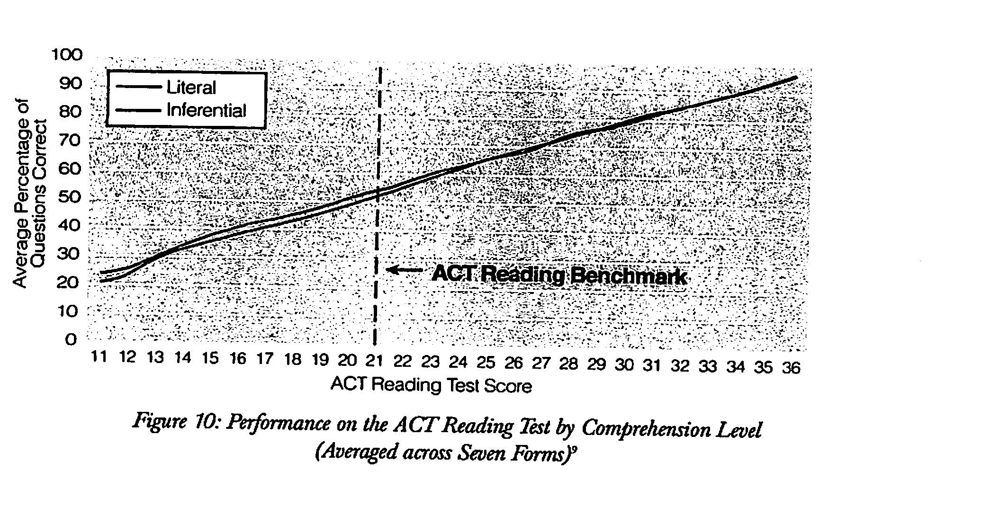 100
90
80
70
60
50
40
30
20
10
0
Average Percentage of
Questions Correct
Literal
Inferential
ACT Reading Benchmark
11 12 13 14 15 16 17 18 19 20 21 22 23 24 25 26 27 28 29 30 31 32 33 34 35 36
ACT Reading Test Score
Figure 10: Performance on the ACT Reading Test by Comprehension Level
(Averaged across Seven Forms)⁹